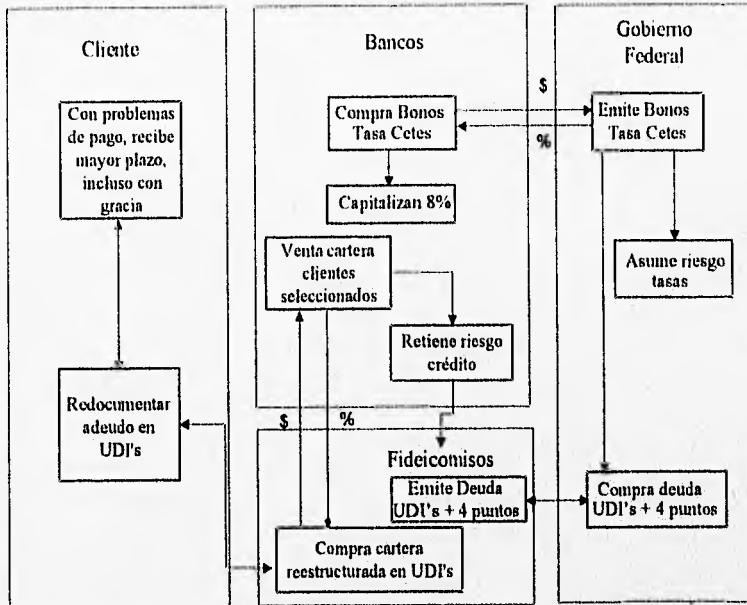 Cliente
Con problemas
de pago, recibe
mayor plazo,
incluso con
gracia
Redocumentar
adeudo en
UDI's
Bancos
Compra Bonos
Tasa Cetes
Capitalizan 8%
Venta cartera
clientes
seleccionados
Retiene riesgo
crédito
$
%
$
%
Gobierno
Federal
Emite Bonos
Tasa Cetes
Asume riesgo
tasas
Compra deuda
UDI's + 4 puntos
Fideicomisos
Emite Deuda
UDI's + 4 puntos
Compra cartera
reestructurada en UDI's